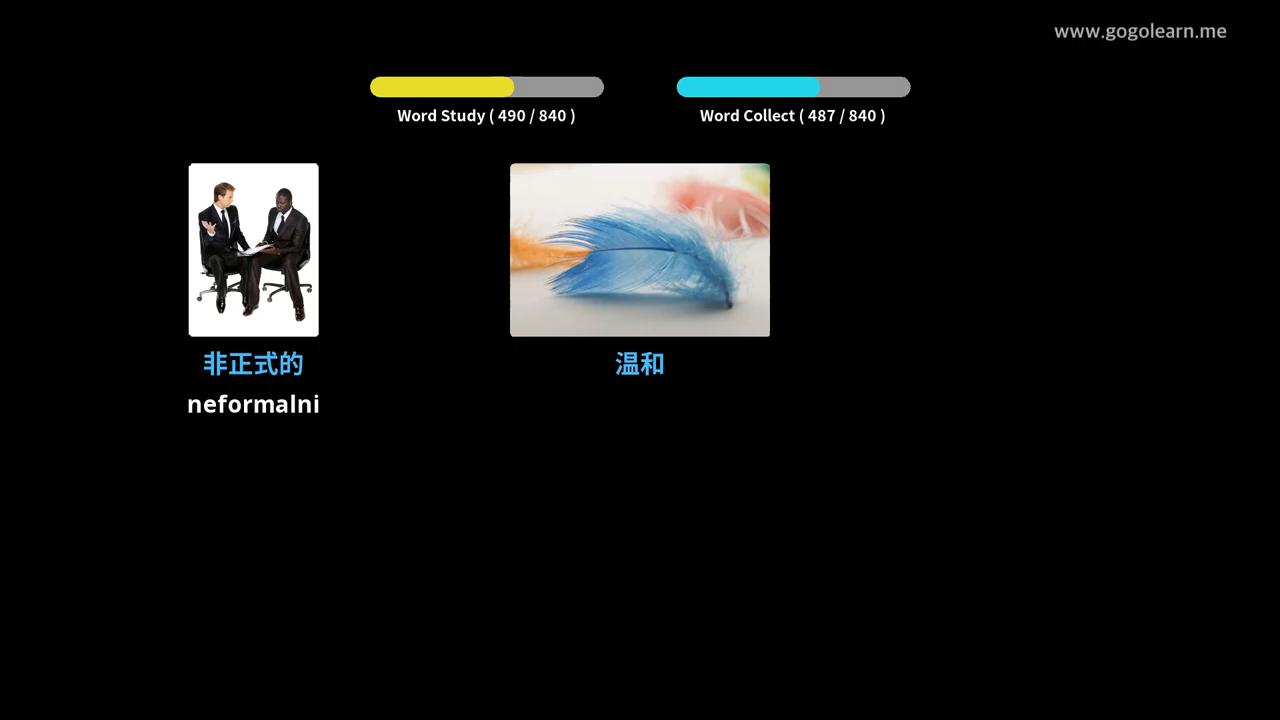 www.gogolearn.me
Word Study ( 490 / 840 )
Word Collect ( 487 / 840 )
非正式的
neformalni
温和